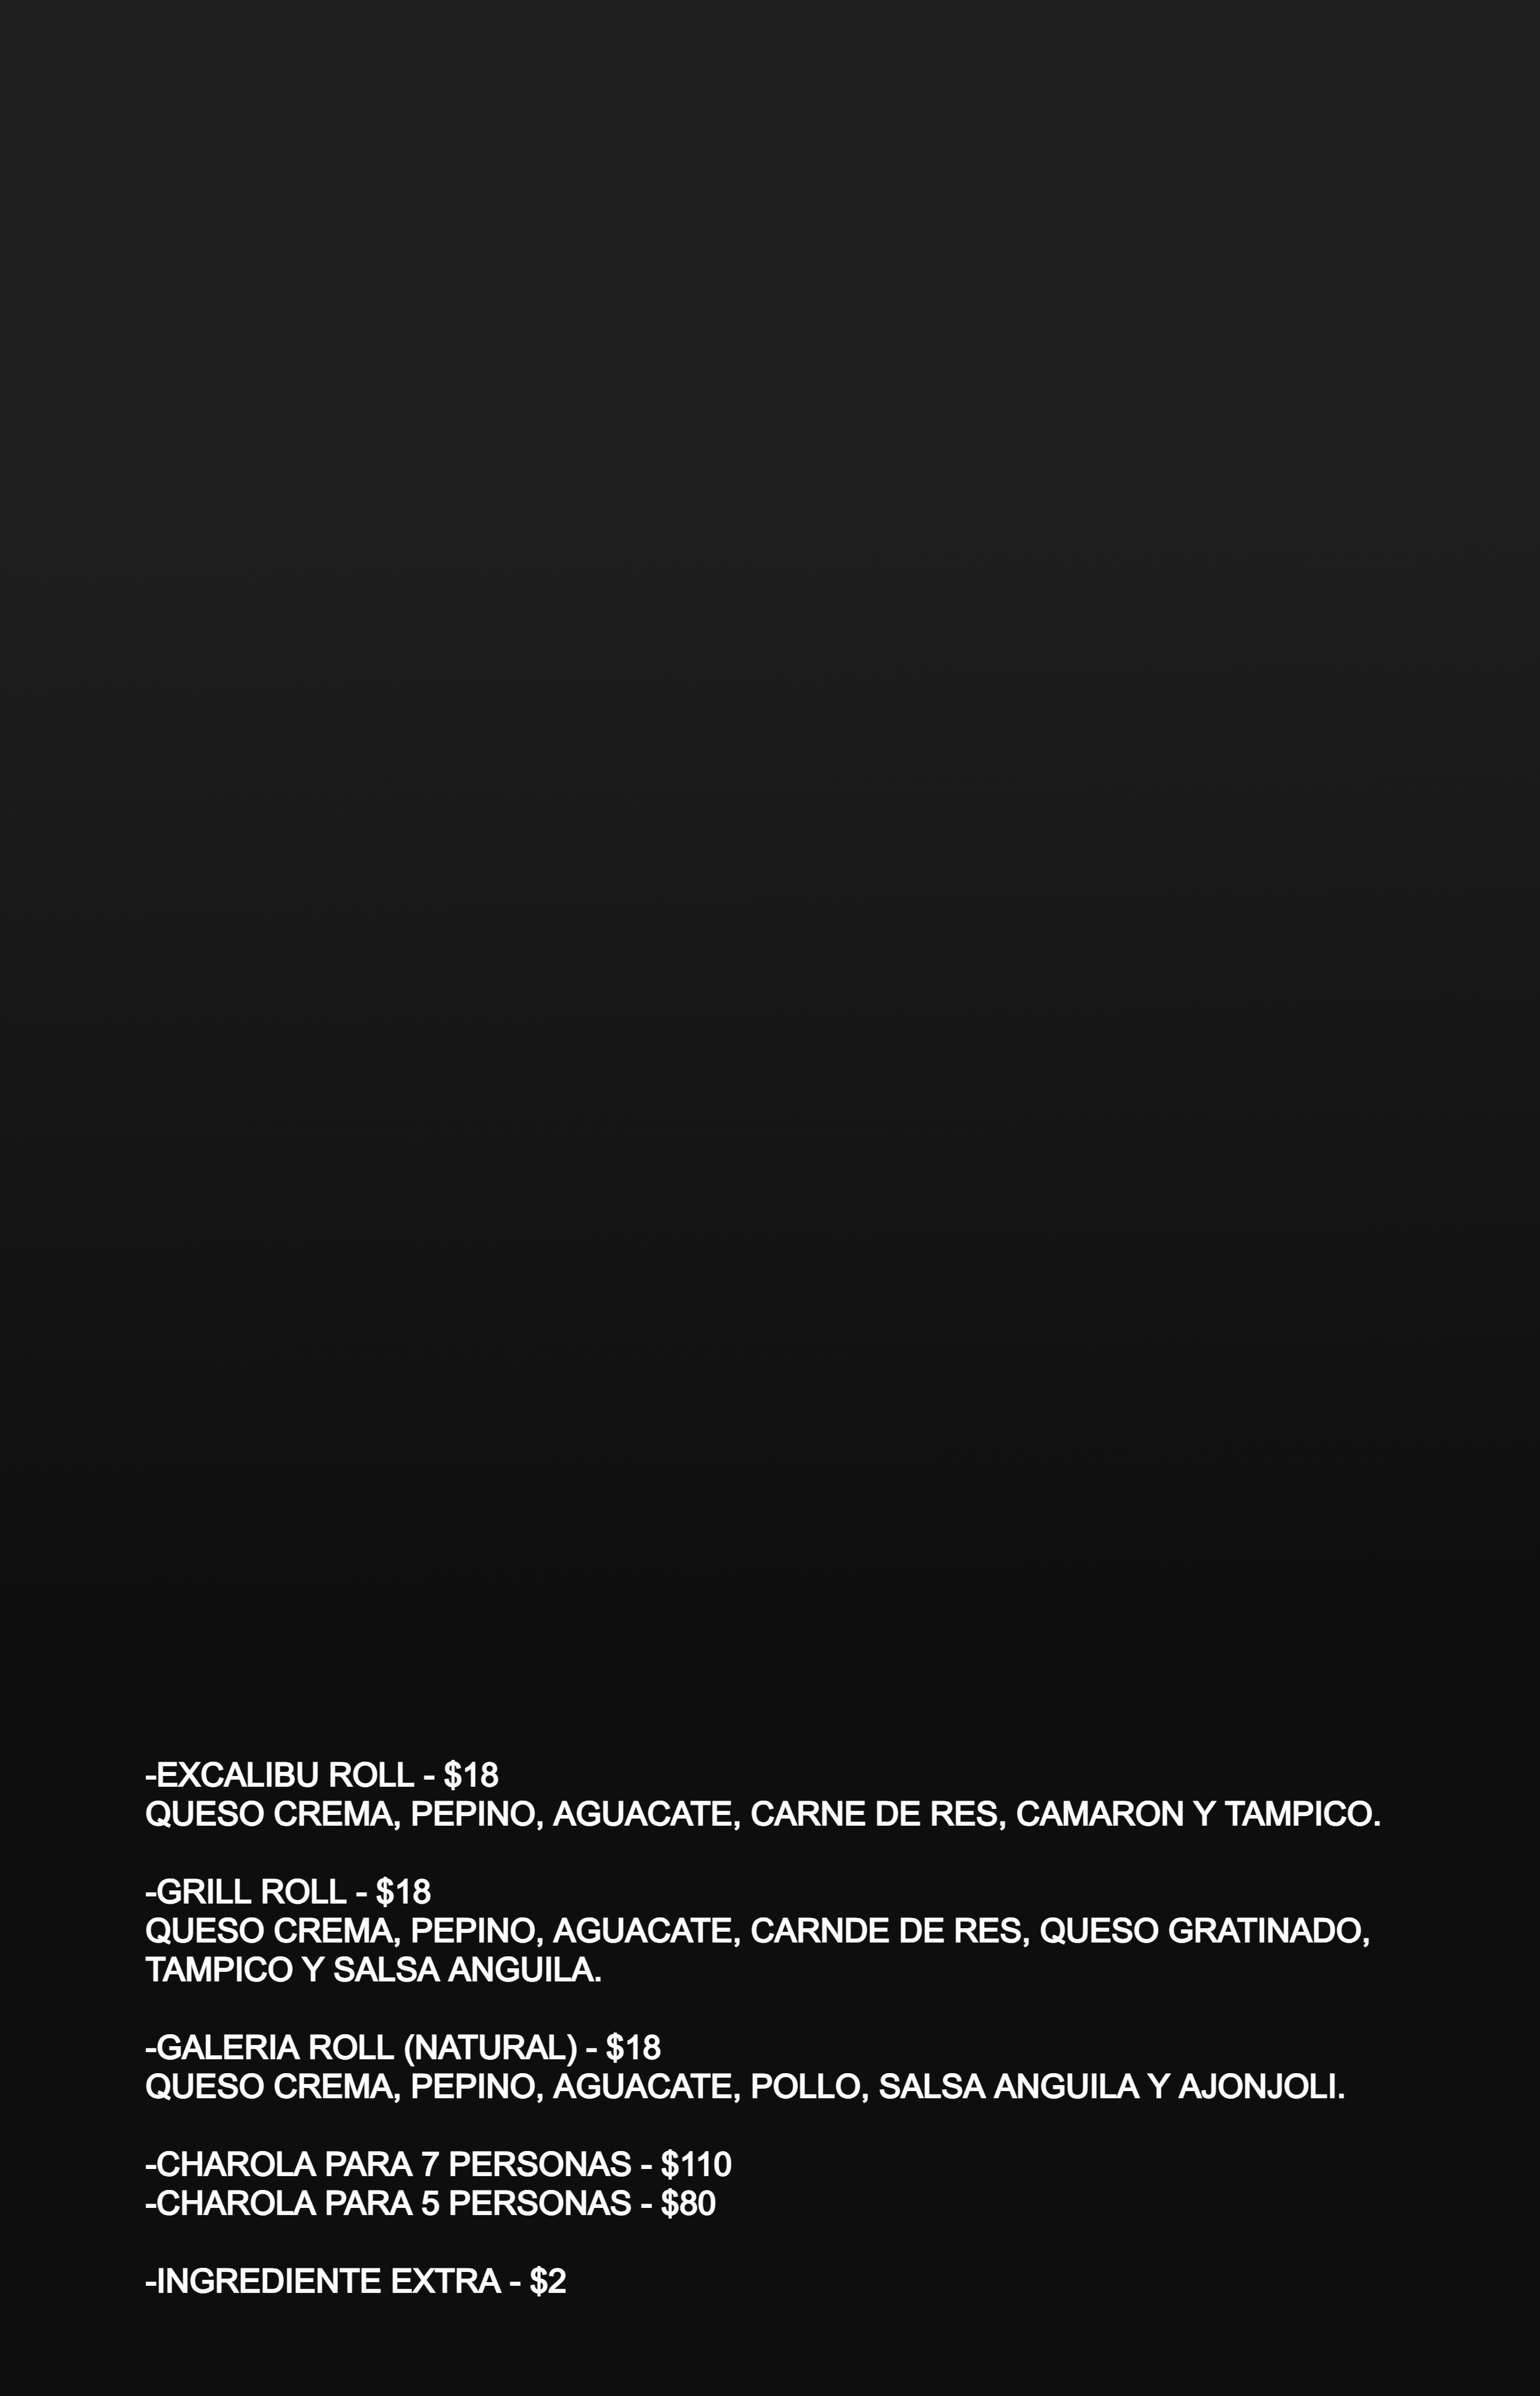 -EXCALIBU ROLL - $18
QUESO CREMA, PEPINO, AGUACATE, CARNE DE RES, CAMARON Y TAMPICO.
-GRILL ROLL - $18
QUESO CREMA, PEPINO, AGUACATE, CARNDE DE RES, QUESO GRATINADO,
TAMPICO Y SALSA ANGUILA.
-GALERIA ROLL (NATURAL) - $18
QUESO CREMA, PEPINO, AGUACATE, POLLO, SALSA ANGUILA Y AJONJOLI.
-CHAROLA PARA 7 PERSONAS - $110
-CHAROLA PARA 5 PERSONAS - $80
-INGREDIENTE EXTRA - $2